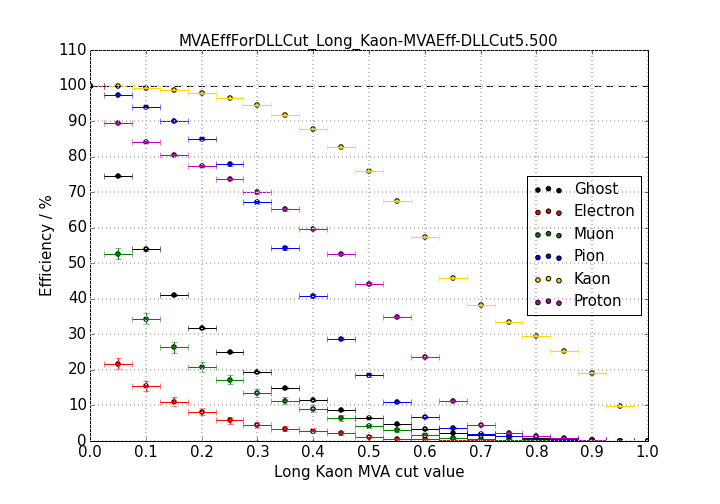 MVAEffForDLLCut_Long_Kaon-MVAEff-DLLCut5.500
110
100
90
80
70
60
50
40
30
20
10
0
Efficiency / %
Ghost
Electron
Muon
Pion
Kaon
Proton
0.0 0.1 0.2 0.3 0.4 0.5 0.6 0.7 0.8 0.9 1.0
Long Kaon MVA cut value